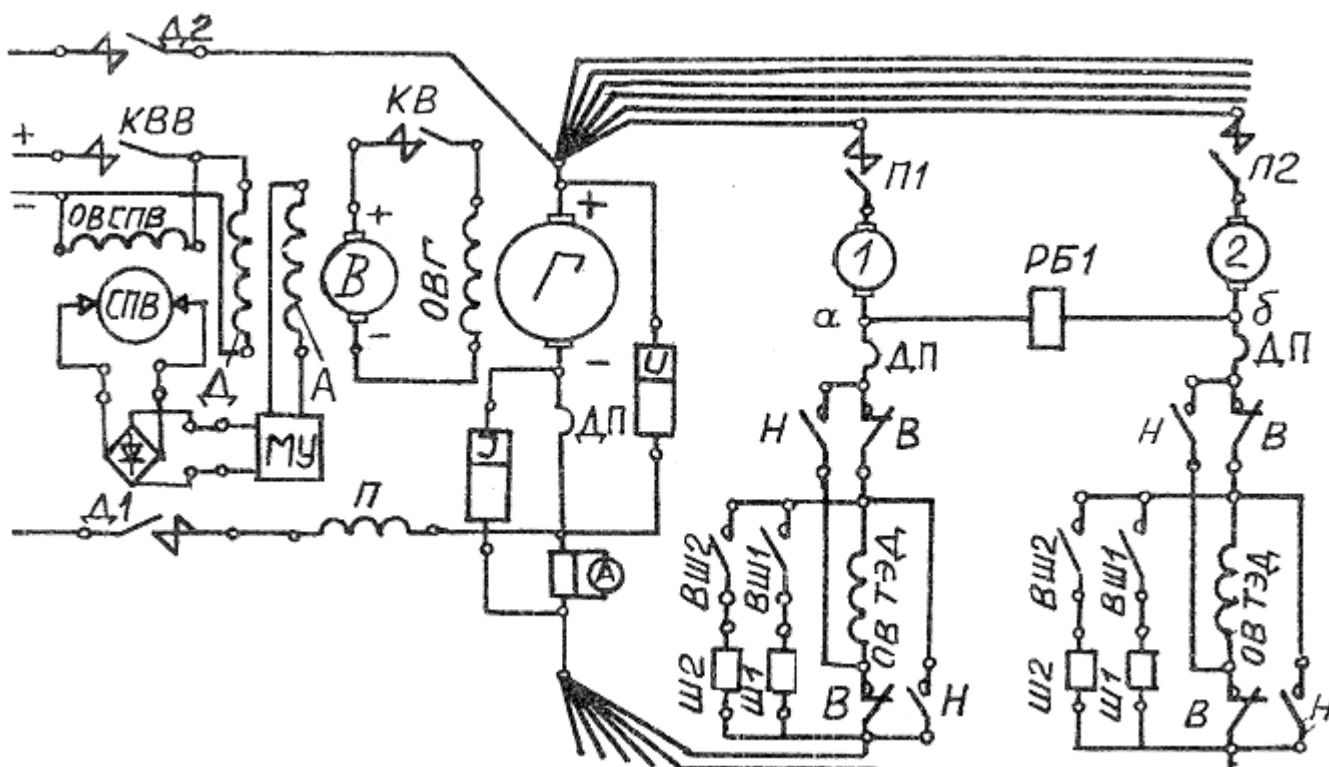 Д2
КВ
КВВ
+
П1
П2
-
ОВСПВ
+
+
В
ОВГ
Г
1
РБ1
2
СПВ
а
б
-
-
U
ДП
ДП
Д
А
J
ДП
Н
В
Н
В
МУ
Д1
П
А
ВШ2
ВШ1
ОВ ТЭД
ВШ2
ВШ1
ОВ ТЭД
Ш2
Ш1
В
Н
Ш2
Ш1
В
Н